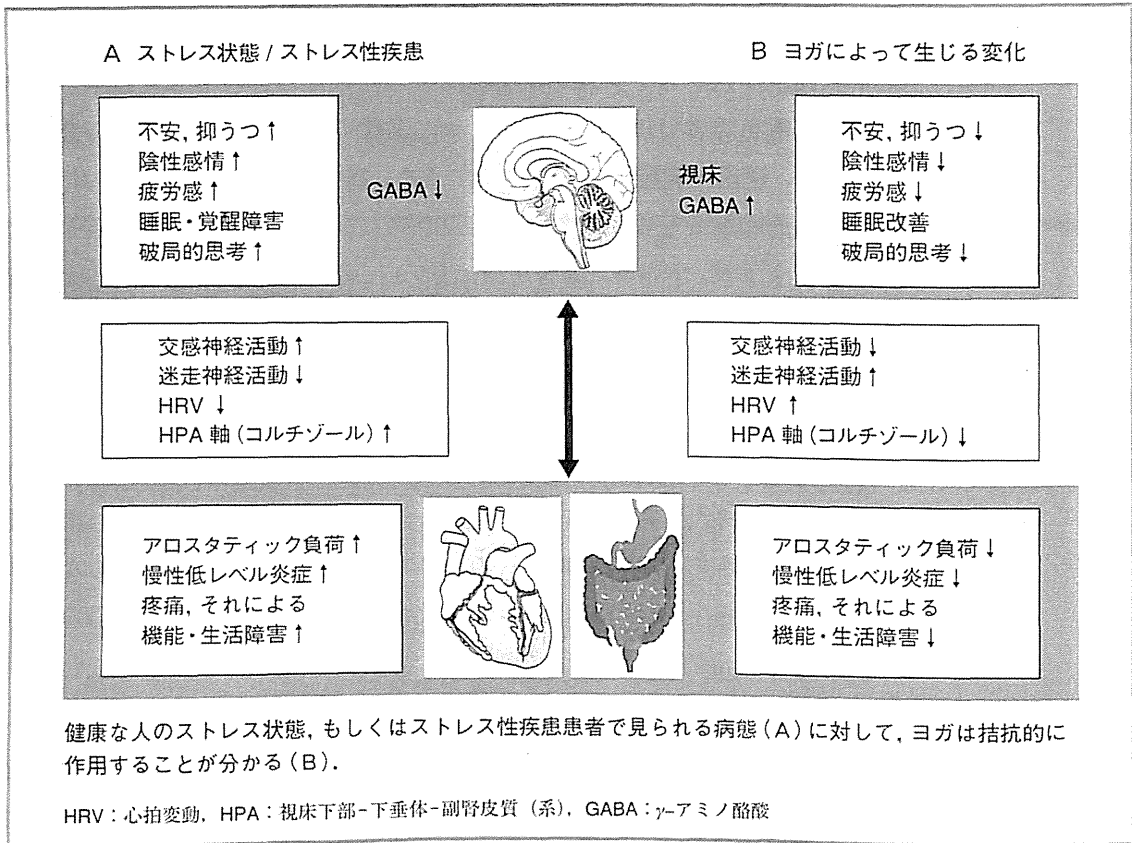 A ストレス状態 / ストレス性疾患
B ヨガによって生じる変化
不安, 抑うつ↑
陰性感情↑
疲労感↑
睡眠・覚醒障害
破局的思考↑
GABA↓
視床
GABA↑
不安, 抑うつ↓
陰性感情↓
疲労感↓
睡眠改善
破局的思考↓
交感神経活動↑
迷走神経活動↓
HRV ↓
HPA 軸 (コルチゾール)↑
交感神経活動↓
迷走神経活動↑
HRV ↑
HPA 軸 (コルチゾール)↓
アロスタティック負荷↑
慢性低レベル炎症↑
疼痛, それによる
機能・生活障害↑
アロスタティック負荷↓
慢性低レベル炎症↓
疼痛, それによる
機能・生活障害↓
健康な人のストレス状態, もしくはストレス性疾患患者で見られる病態(A)に対して, ヨガは拮抗的に
作用することが分かる(B).
HRV:心拍変動, HPA:視床下部-下垂体-副腎皮質 (系), GABA:γ-アミノ酪酸